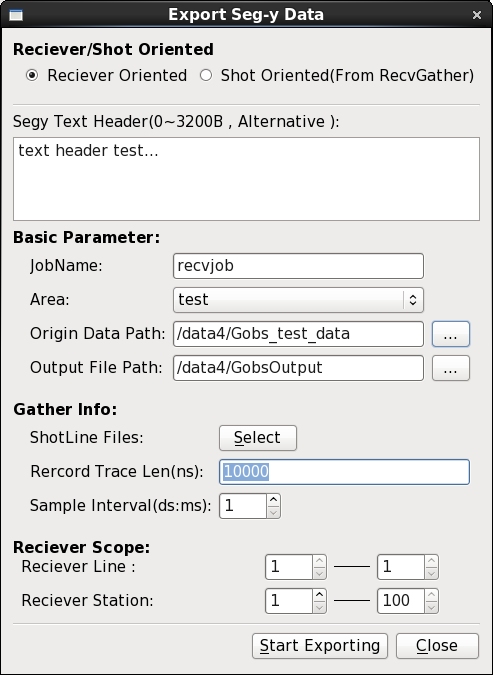 Export Seg-y Data
Reciever/Shot Oriented
Reciever Oriented Shot Oriented(From RecvGather)
Segy Text Header(0~3200B , Alternative ):
text header test...
Basic Parameter:
JobName: recvjob
Area: test
Origin Data Path: /data4/Gobs_test_data ...
Output File Path: /data4/GobsOutput ...
Gather Info:
ShotLine Files: Select
Rercord Trace Len(ns): 10000
Sample Interval(ds:ms): 1
Reciever Scope:
Reciever Line : 1 1
Reciever Station: 1 100
Start Exporting Close